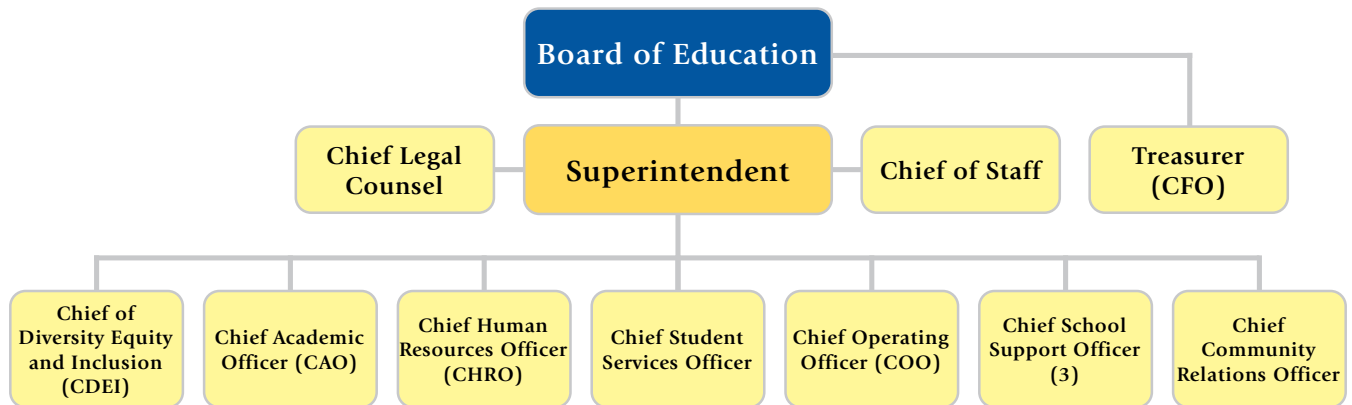 Board of Education
Chief Legal
Counsel
Superintendent
Chief of Staff
Treasurer
(CFO)
Chief of
Diversity Equity
and Inclusion
(CDEI)
Chief Academic
Officer (CAO)
Chief Human
Resources Officer
(CHRO)
Chief Student
Services Officer
Chief Operating
Officer (COO)
Chief School
Support Officer
(3)
Chief
Community
Relations Officer